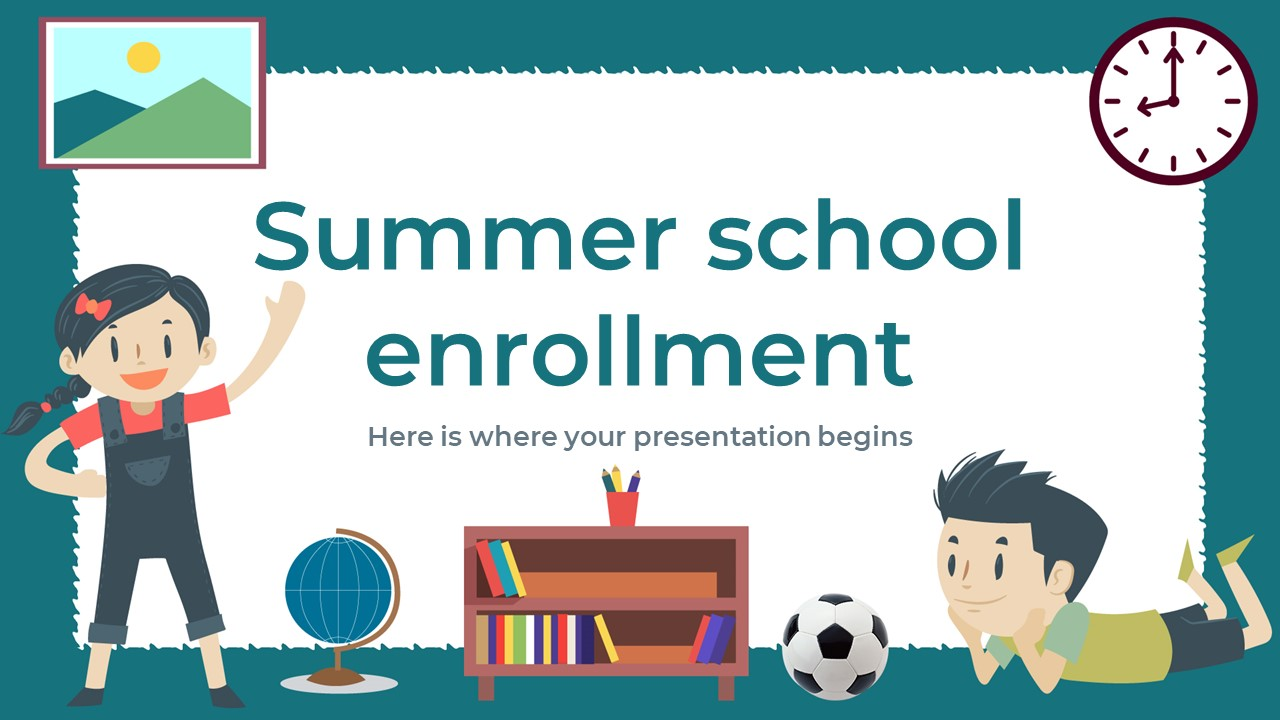 Summer school
enrollment
Here is where your presentation begins